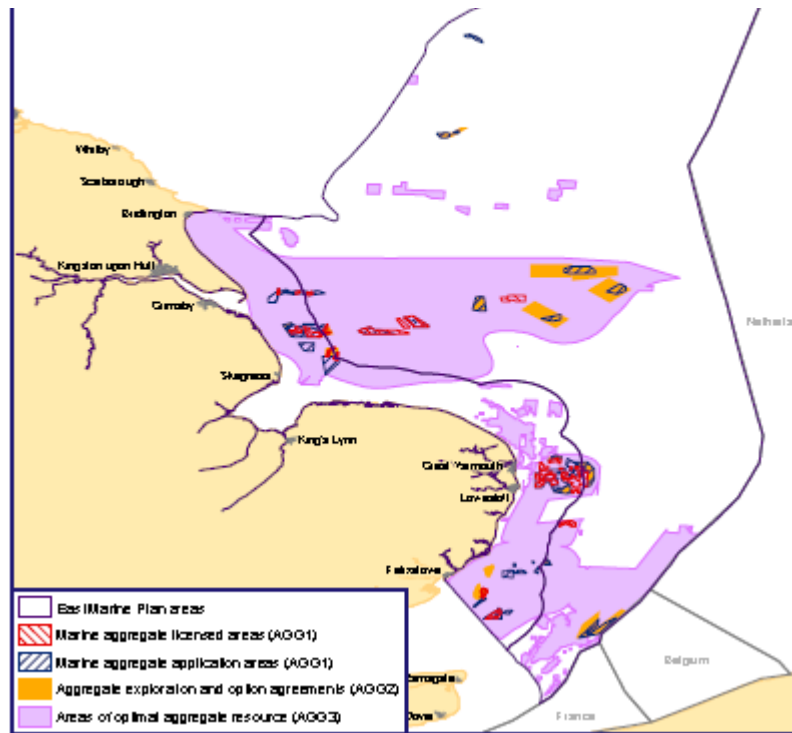 Whitby
Scarborough
Bridlington
Kingston upon Hull
Grimsby
Skegness
King's Lynn
Great Yarmouth
Lowestoft
Felixstowe
Belgium
France
East Marine Plan areas
Marine aggregate licensed areas (AGG1)
Marine aggregate application areas (AGG1)
Aggregate exploration and option agreements (AGG2)
Areas of optimal aggregate resource (AGG3)